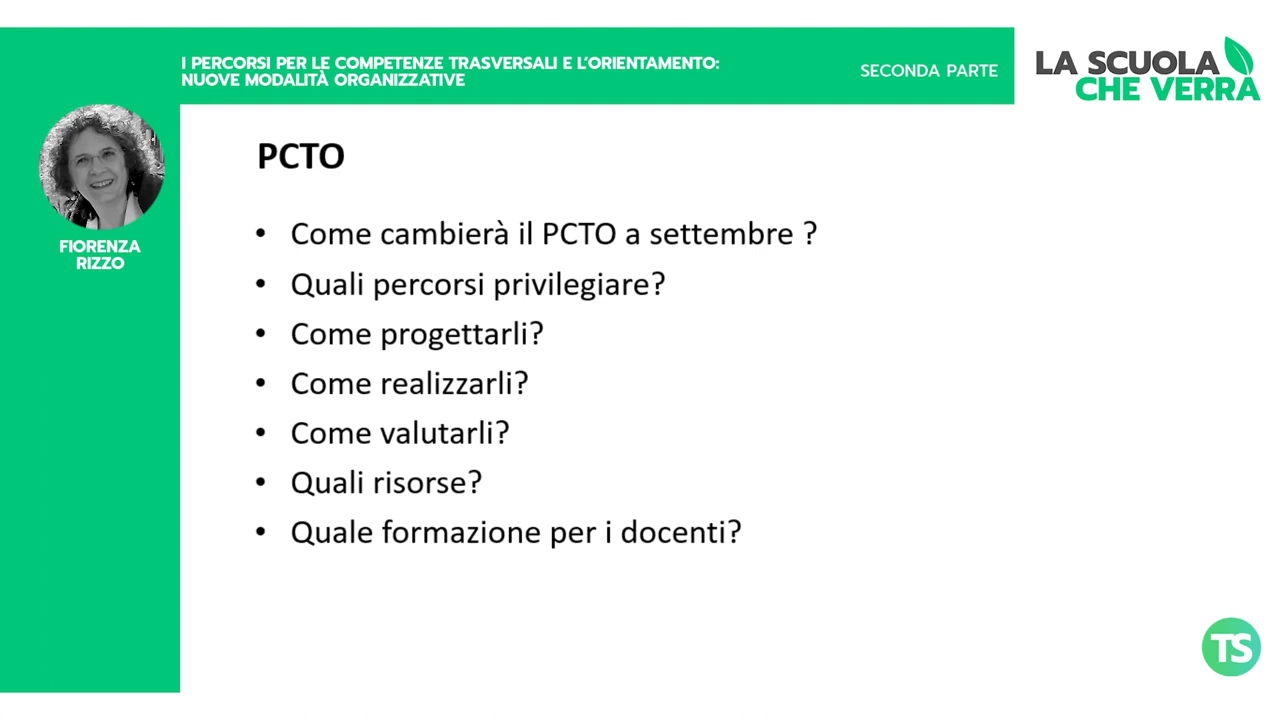 I PERCORSI PER LE COMPETENZE TRASVERSALI E L'ORIENTAMENTO:
NUOVE MODALITÀ ORGANIZZATIVE
SECONDA PARTE
LA SCUOLA
CHE VERRÀ
FIORENZA
RIZZO
PCTO
• Come cambierà il PCTO a settembre ?
• Quali percorsi privilegiare?
• Come progettarli?
• Come realizzarli?
• Come valutarli?
• Quali risorse?
• Quale formazione per i docenti?
TS